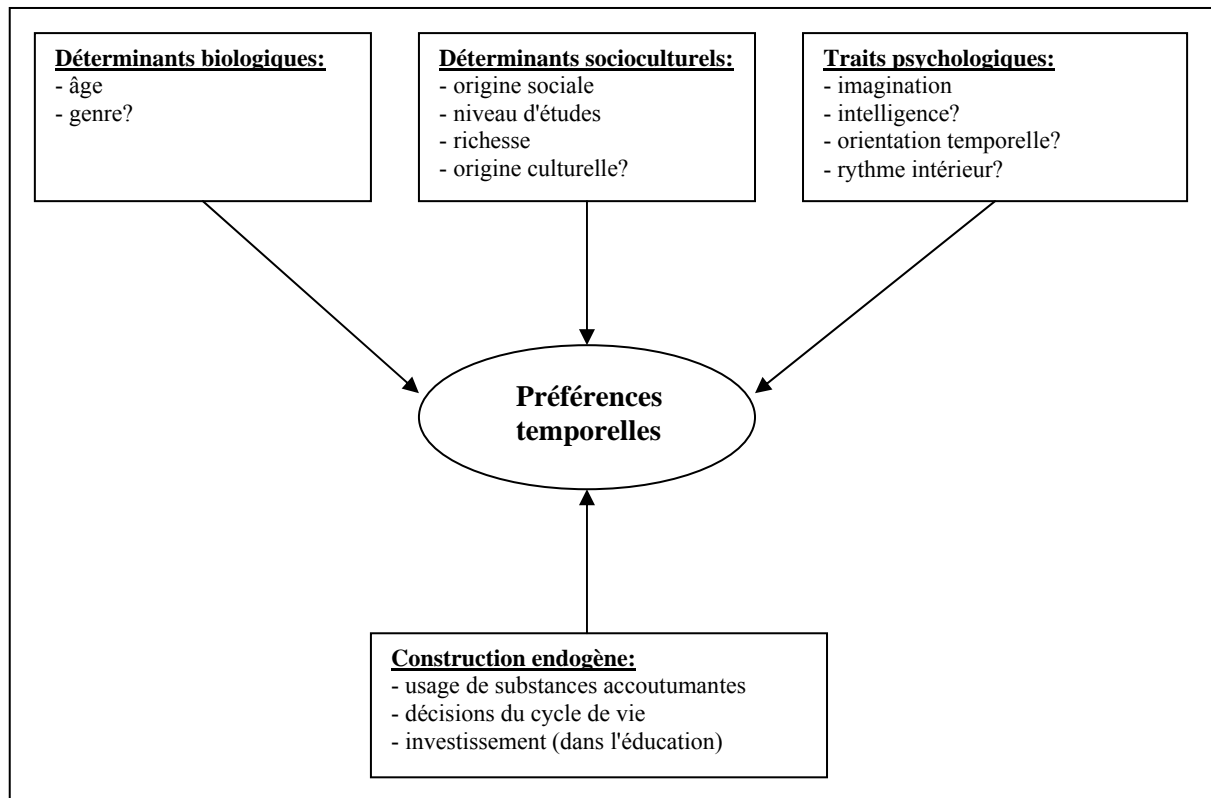 Déterminants biologiques:
- âge
- genre?
Déterminants socioculturels:
- origine sociale
- niveau d'études
- richesse
- origine culturelle?
Traits psychologiques:
- imagination
- intelligence?
- orientation temporelle?
- rythme intérieur?
Préférences
temporelles
Construction endogène:
- usage de substances accoutumantes
- décisions du cycle de vie
- investissement (dans l'éducation)